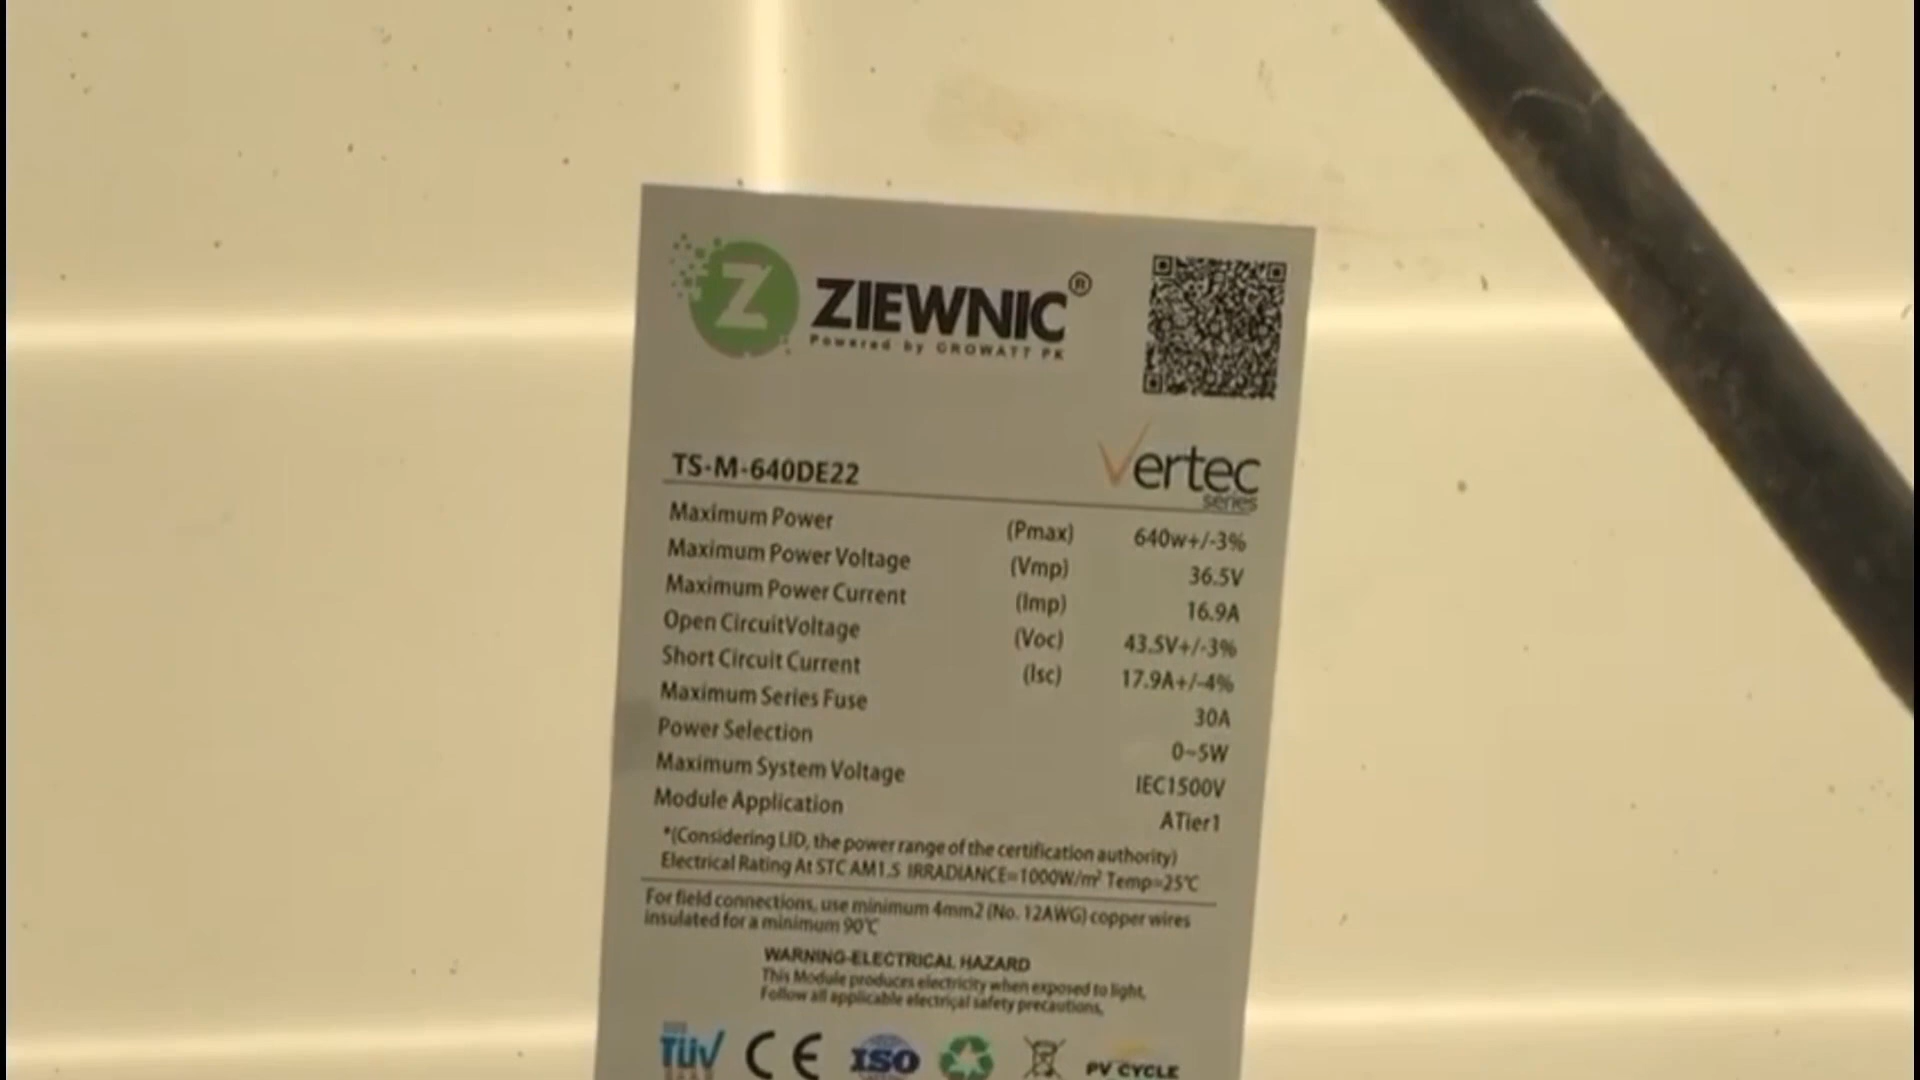 Z ZIEWNIC®
Powered by GROWATT PK
Vertec
series
TS-M-640DE22
Maximum Power (Pmax) 640w+/-3%
Maximum Power Voltage (Vmp) 36.5V
Maximum Power Current (Imp) 16.9A
Open CircuitVoltage (Voc) 43.5V+/-3%
Short Circuit Current (Isc) 17.9A+/-4%
Maximum Series Fuse 30A
Power Selection 0~5W
Maximum System Voltage IEC1500V
Module Application ATier1
*(Considering LID, the power range of the certification authority)
Electrical Rating At STC AM1.5 IRRADIANCE=1000W/m² Temp=25℃
For field connections, use minimum 4mm2 (No. 12AWG) copper wires
insulated for a minimum 90℃
WARNING-ELECTRICAL HAZARD
This Module produces electricity when exposed to light,
Follow all applicable electrical safety precautions,
TÜV CE ISO PV CYCLE